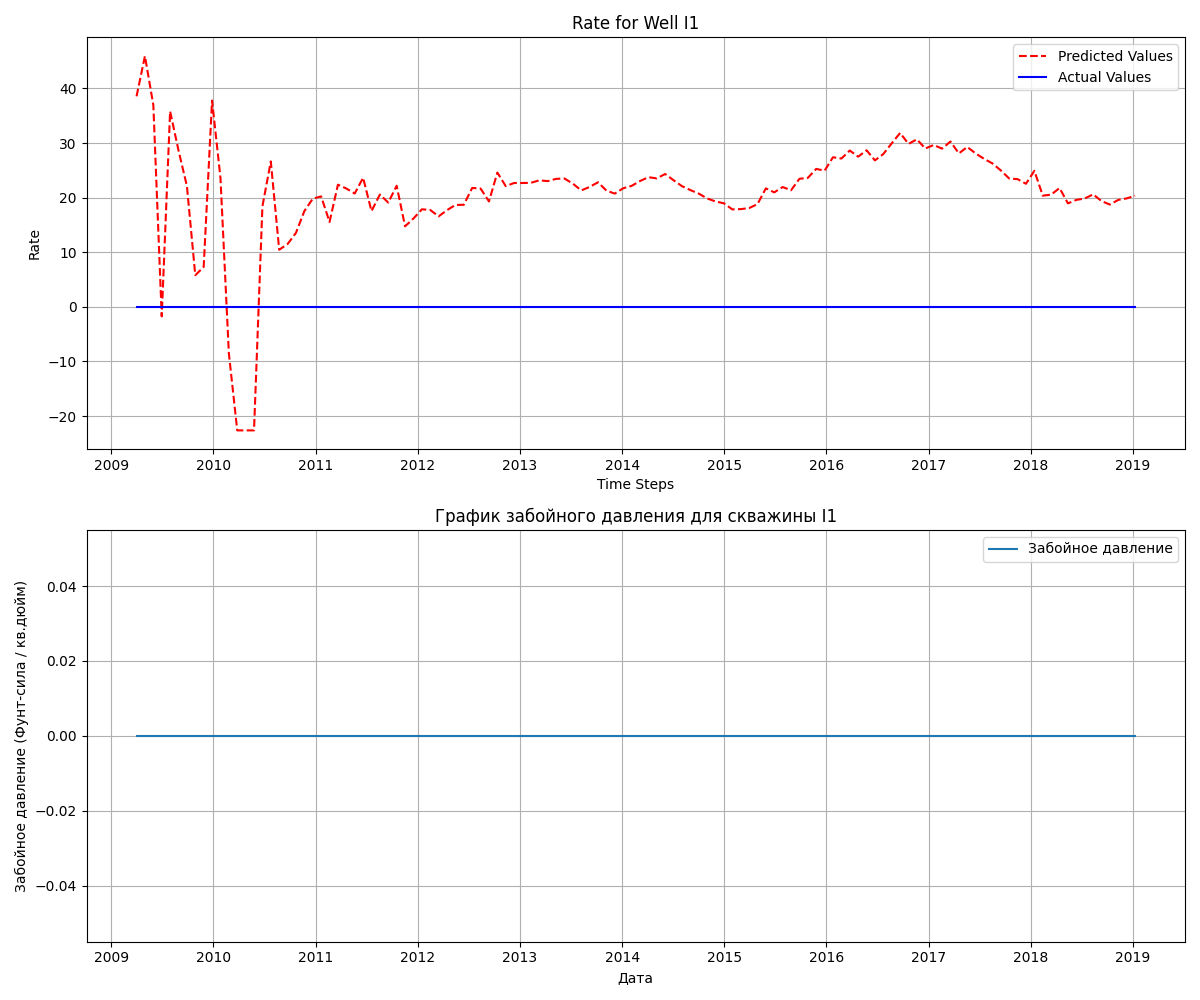 Rate for Well I1
Predicted Values
Actual Values
Rate
40
30
20
10
0
−10
−20
2009 2010 2011 2012 2013 2014 2015 2016 2017 2018 2019
Time Steps
График забойного давления для скважины I1
Забойное давление
Забойное давление (Фунт-сила / кв.дюйм)
0.04
0.02
0.00
−0.02
−0.04
2009 2010 2011 2012 2013 2014 2015 2016 2017 2018 2019
Дата